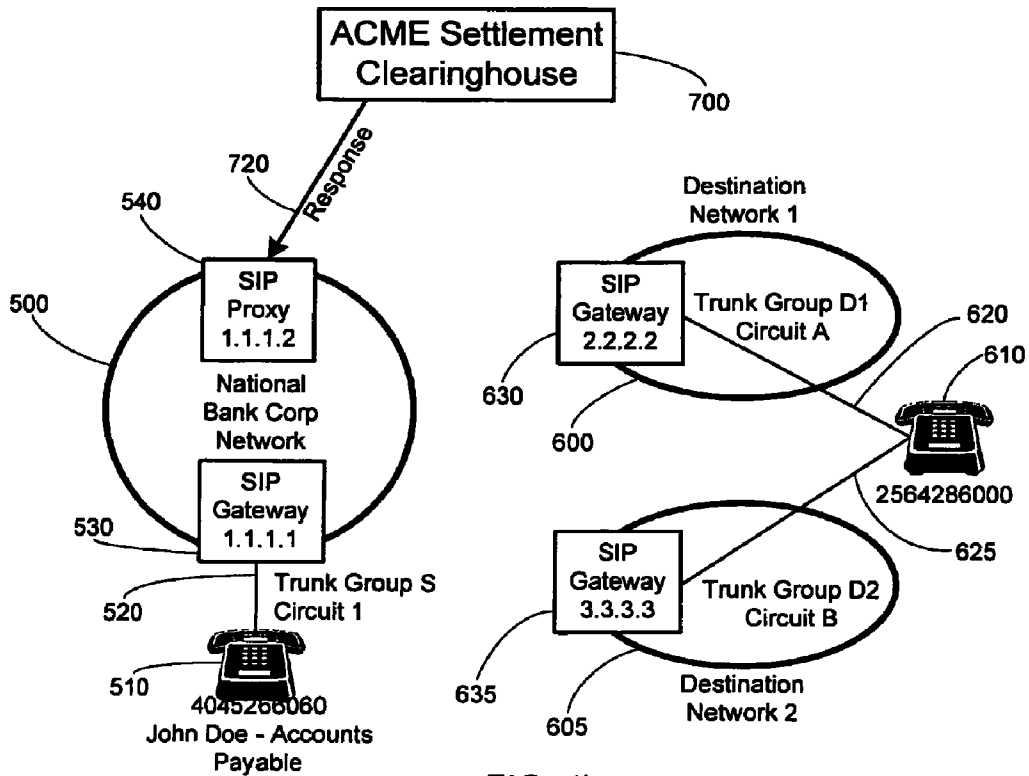 ACME Settlement
Clearinghouse
700
720
Response
540
SIP
Proxy
1.1.1.2
500
National
Bank Corp
Network
SIP
Gateway
1.1.1.1
530
520
Trunk Group S
Circuit 1
510
4045266060
John Doe - Accounts
Payable
Destination
Network 1
SIP
Gateway
2.2.2.2
Trunk Group D1
Circuit A
620
610
630
600
2564286000
625
SIP
Gateway
3.3.3.3
Trunk Group D2
Circuit B
635
605
Destination
Network 2